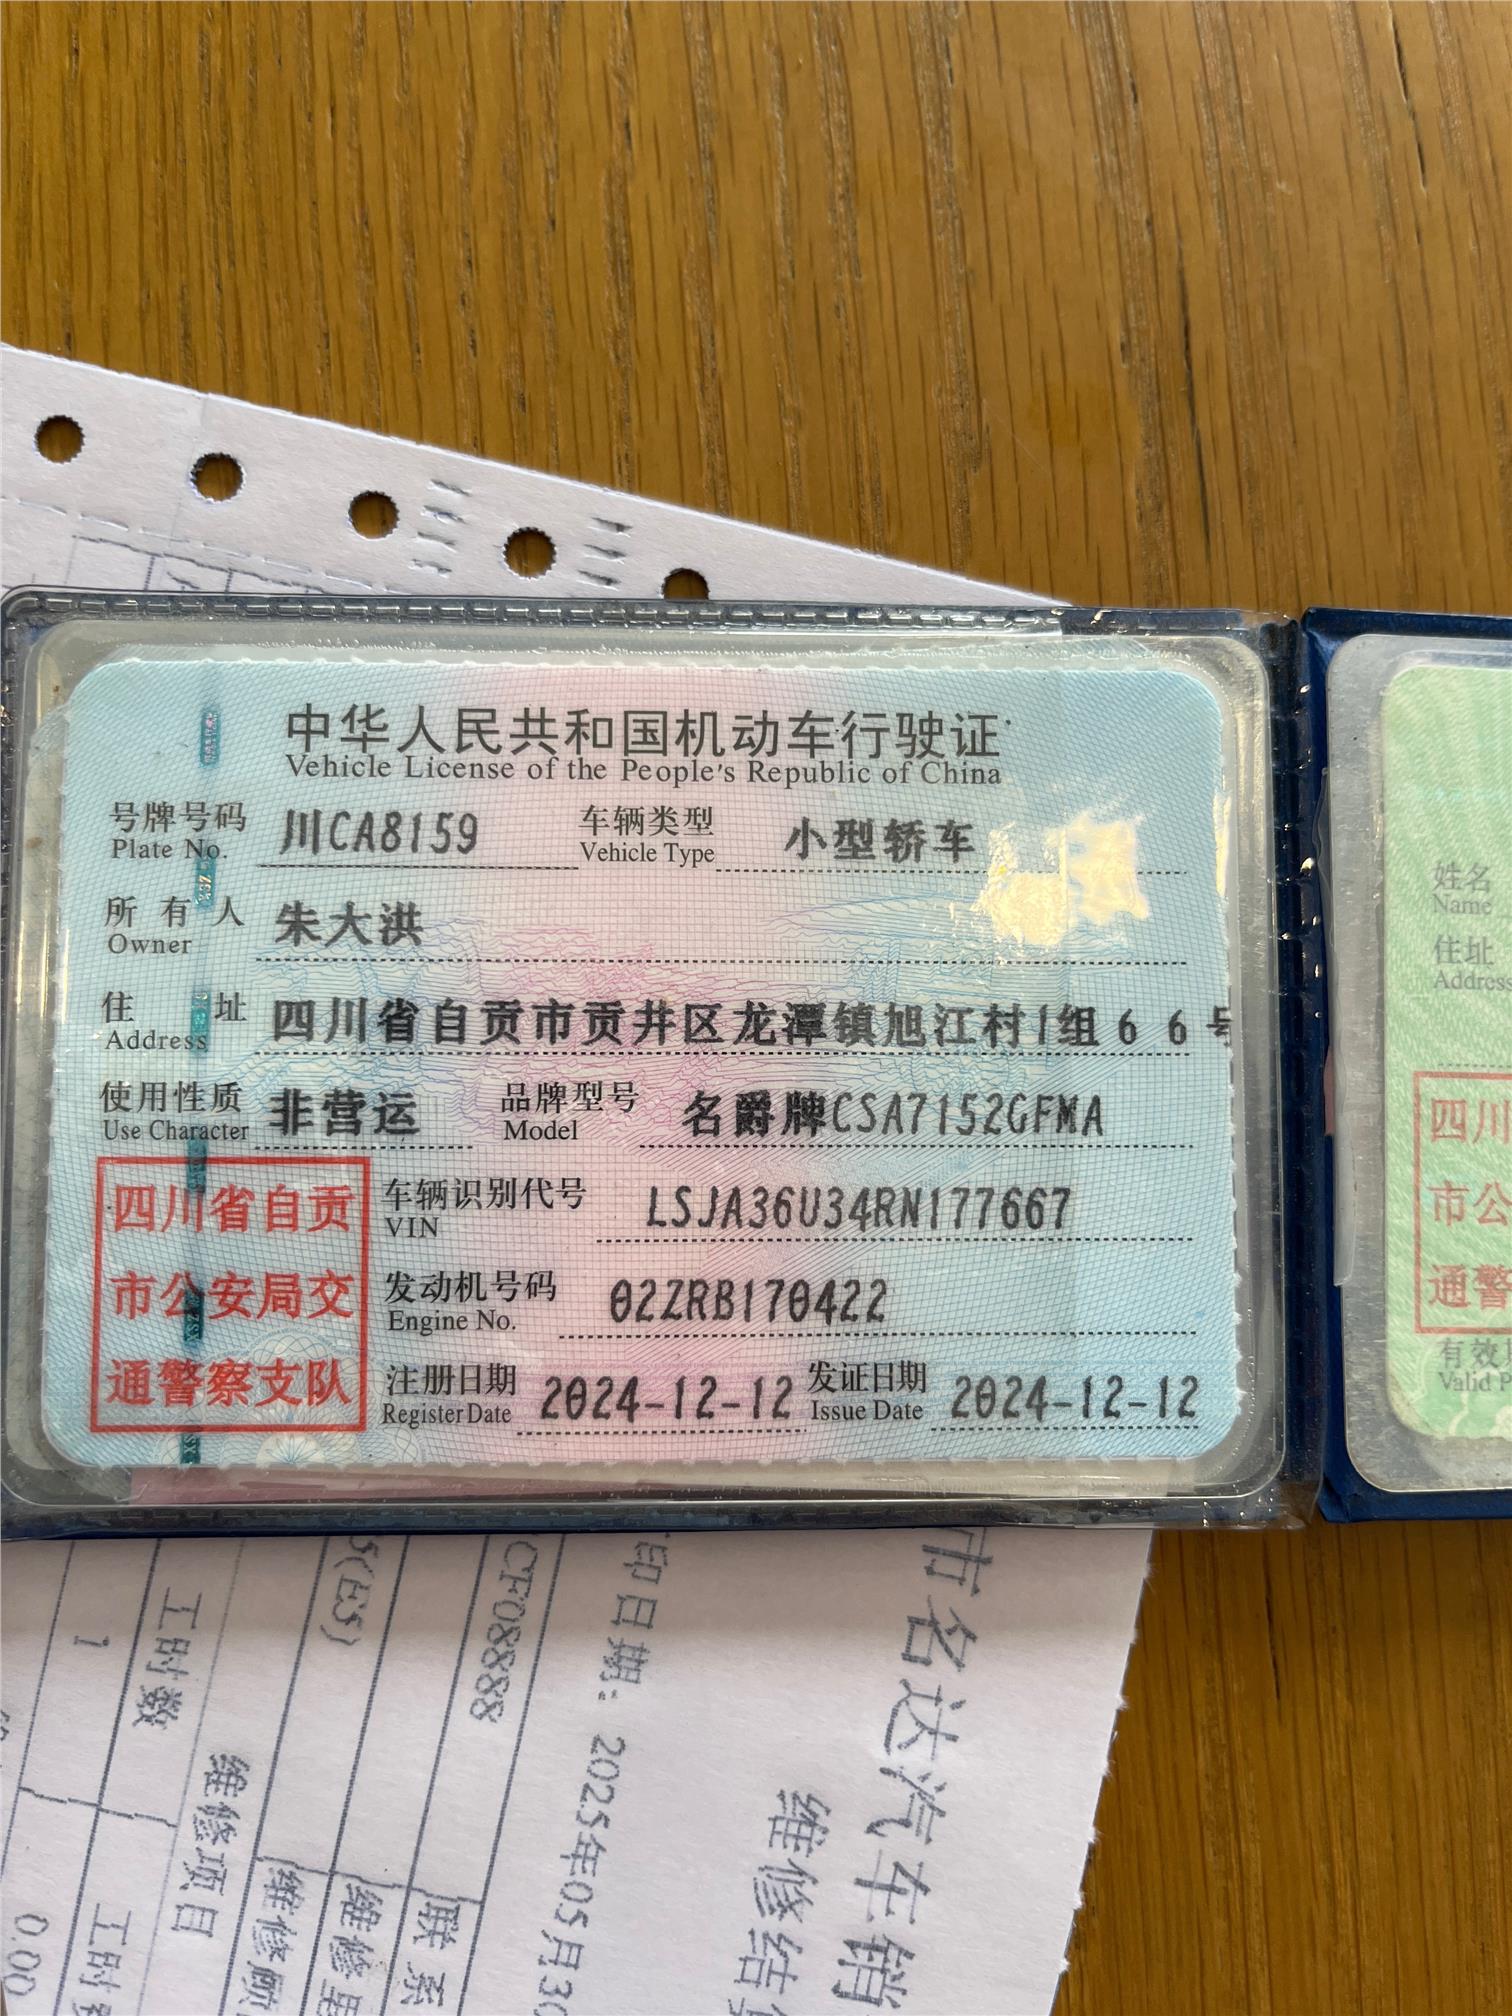 中华人民共和国机动车行驶证
Vehicle License of the People's Republic of China
号牌号码 川CA8159 车辆类型 小型轿车
Plate No. Vehicle Type
所有人 朱大洪
Owner
住址 四川省自贡市贡井区龙潭镇旭江村1组66号
Address
使用性质 非营运 品牌型号 名爵牌CSA7152GFMA
Use Character Model
四川省自贡
市公安局交
通警察支队
车辆识别代号 LSJA36U34RN177667
VIN
发动机号码 02ZRB170422
Engine No.
注册日期 2024-12-12 发证日期 2024-12-12
Register Date Issue Date
姓名
Name
住址
Address
四川
市公
通警
有效
Valid P
市名达汽车销
维修结
印日期: 2025年05月30
CF08888
联系
5(E5)
维修
维修
维修项目
工时数
1
工时
0.00